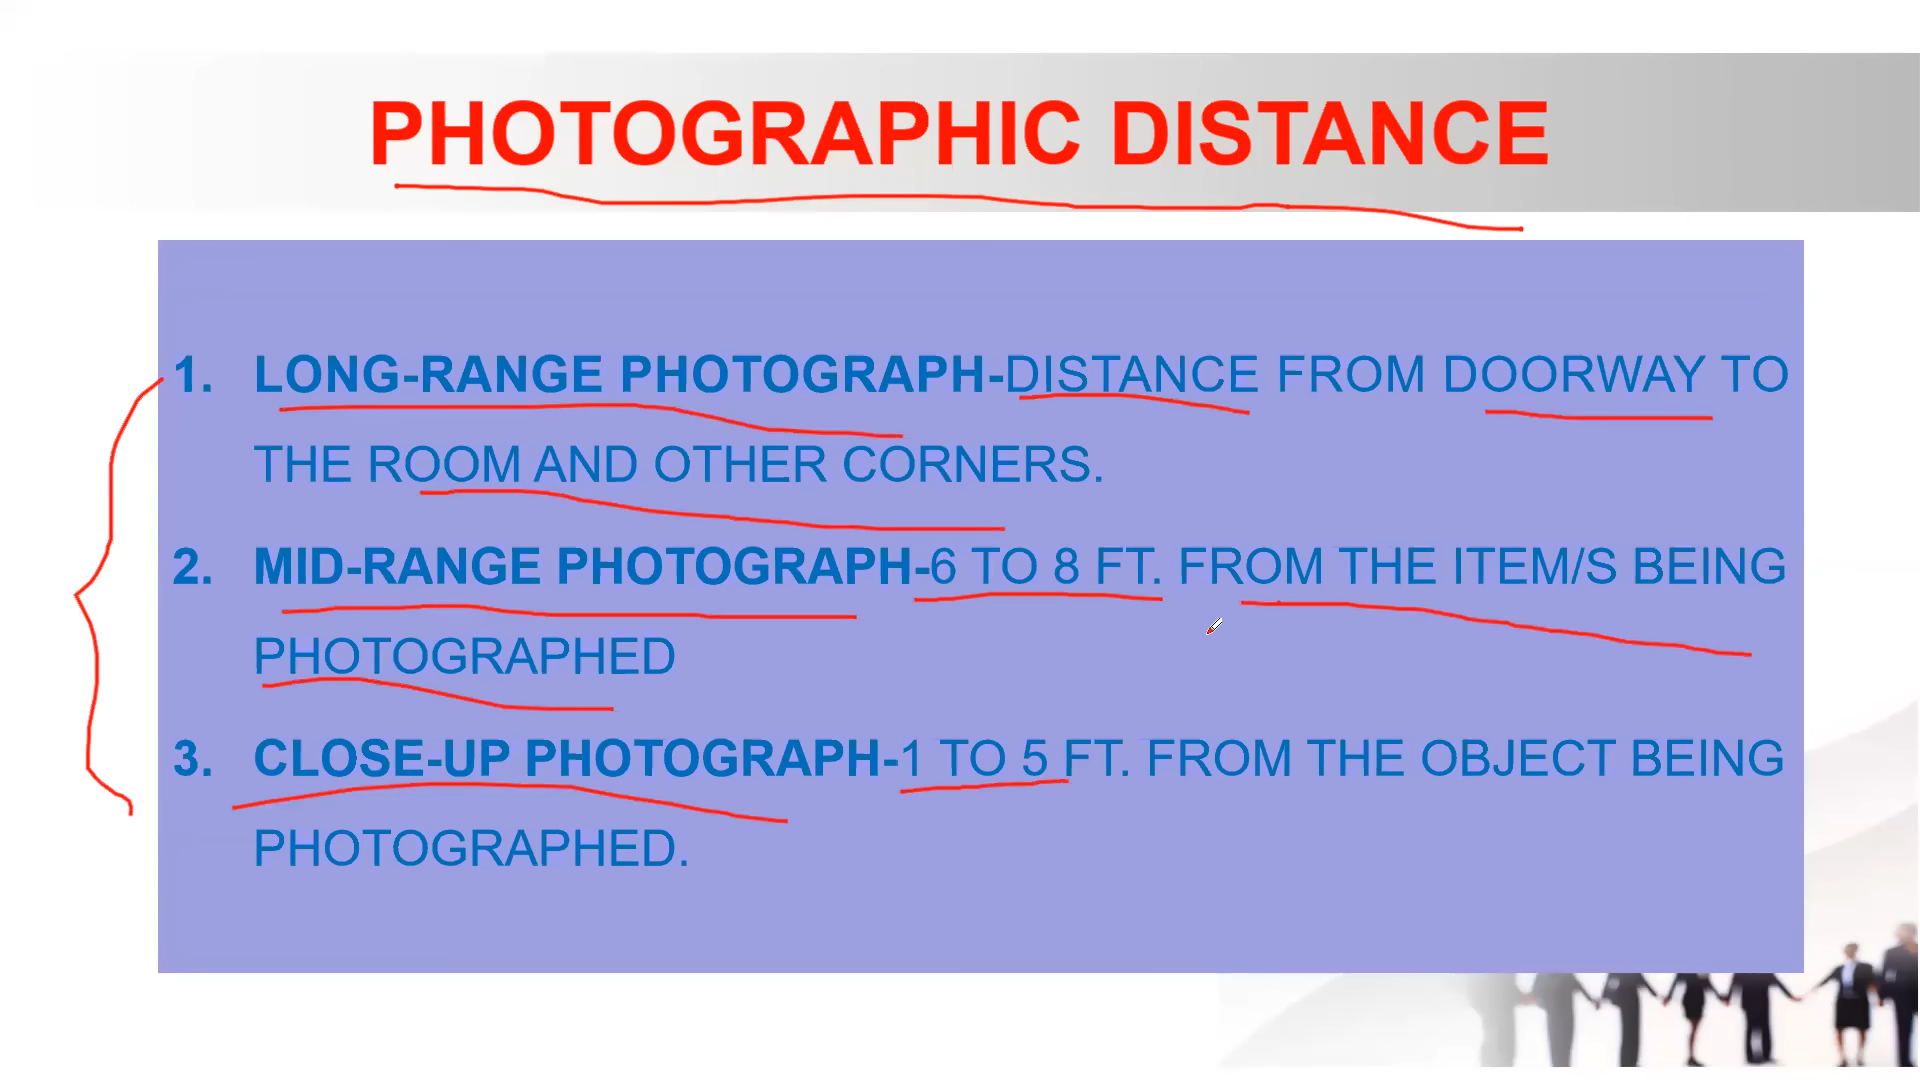 PHOTOGRAPHIC DISTANCE
1. LONG-RANGE PHOTOGRAPH-DISTANCE FROM DOORWAY TO
THE ROOM AND OTHER CORNERS.
2. MID-RANGE PHOTOGRAPH-6 TO 8 FT. FROM THE ITEM/S BEING
PHOTOGRAPHED
3. CLOSE-UP PHOTOGRAPH-1 TO 5 FT. FROM THE OBJECT BEING
PHOTOGRAPHED.